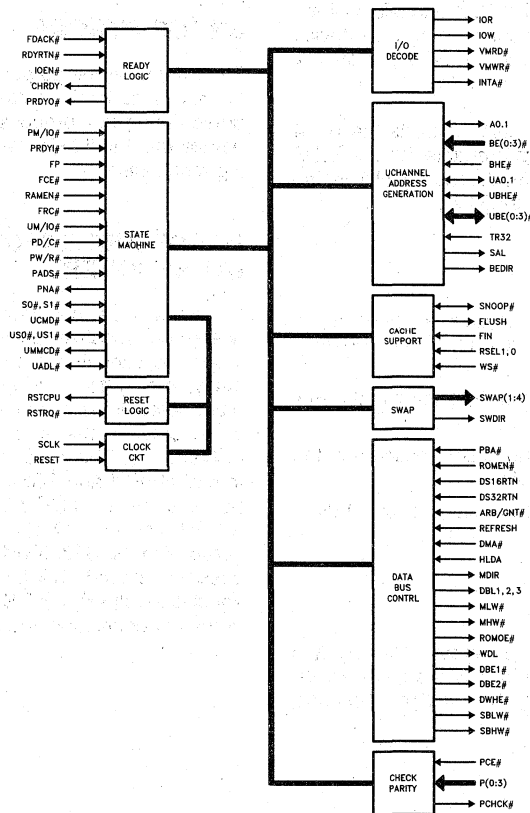 FDACK#
RDYRTN#
IOEN#
CHRDY
PRDYO#
READY
LOGIC
PM/IO#
PRDYI#
FP
FCE#
RAMEN#
FRC#
UM/IO#
PD/C#
PW/R#
PADS#
PNA#
S0#,S1#
UCMD#
US0#,US1#
UMMCD#
UADL#
STATE
MACHINE
RSTCPU
RSTRQ#
RESET
LOGIC
SCLK
RESET
CLOCK
CKT
I/O
DECODE
IOR
IOW
VMRD#
VMWR#
INTA#
UCHANNEL
ADDRESS
GENERATION
A0.1
BE(0:3)#
BHE#
UA0.1
UBHE#
UBE(0:3)#
TR32
SAL
BEDIR
CACHE
SUPPORT
SNOOP#
FLUSH
FIN
RSEL1,0
WS#
SWAP
SWAP(1:4)
SWDIR
DATA
BUS
CONTRL
PBA#
ROMEN#
DS16RTN
DS32RTN
ARB/GNT#
REFRESH
DMA#
HLDA
MDIR
DBL1,2,3
MLW#
MHW#
ROMOE#
WDL
DBE1#
DBE2#
DWHE#
SBLW#
SBHW#
CHECK
PARITY
PCE#
P(0:3)
PCHCK#